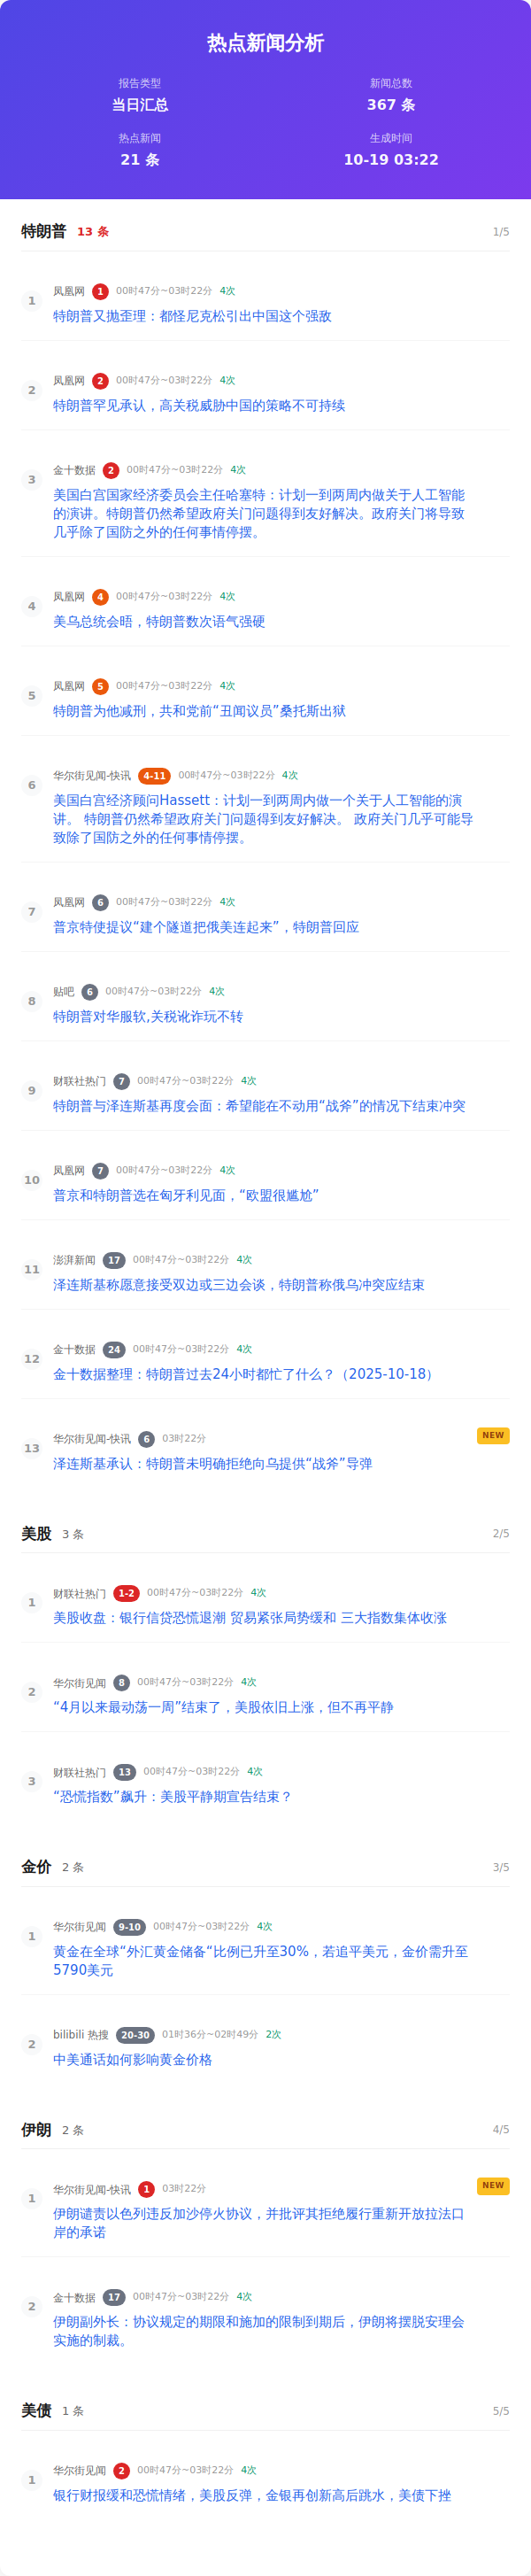 热点新闻分析
报告类型
当日汇总
新闻总数
367 条
热点新闻
21 条
生成时间
10-19 03:22
特朗普 13 条 1/5
1
凤凰网 1 00时47分~03时22分 4次
特朗普又抛歪理：都怪尼克松引出中国这个强敌
2
凤凰网 2 00时47分~03时22分 4次
特朗普罕见承认，高关税威胁中国的策略不可持续
3
金十数据 2 00时47分~03时22分 4次
美国白宫国家经济委员会主任哈塞特：计划一到两周内做关于人工智能
的演讲。特朗普仍然希望政府关门问题得到友好解决。政府关门将导致
几乎除了国防之外的任何事情停摆。
4
凤凰网 4 00时47分~03时22分 4次
美乌总统会晤，特朗普数次语气强硬
5
凤凰网 5 00时47分~03时22分 4次
特朗普为他减刑，共和党前“丑闻议员”桑托斯出狱
6
华尔街见闻-快讯 4-11 00时47分~03时22分 4次
美国白宫经济顾问Hassett：计划一到两周内做一个关于人工智能的演
讲。 特朗普仍然希望政府关门问题得到友好解决。 政府关门几乎可能导
致除了国防之外的任何事情停摆。
7
凤凰网 6 00时47分~03时22分 4次
普京特使提议“建个隧道把俄美连起来”，特朗普回应
8
贴吧 6 00时47分~03时22分 4次
特朗普对华服软,关税讹诈玩不转
9
财联社热门 7 00时47分~03时22分 4次
特朗普与泽连斯基再度会面：希望能在不动用“战斧”的情况下结束冲突
10
凤凰网 7 00时47分~03时22分 4次
普京和特朗普选在匈牙利见面，“欧盟很尴尬”
11
澎湃新闻 17 00时47分~03时22分 4次
泽连斯基称愿意接受双边或三边会谈，特朗普称俄乌冲突应结束
12
金十数据 24 00时47分~03时22分 4次
金十数据整理：特朗普过去24小时都忙了什么？（2025-10-18）
13
华尔街见闻-快讯 6 03时22分 NEW
泽连斯基承认：特朗普未明确拒绝向乌提供“战斧”导弹
美股 3 条 2/5
1
财联社热门 1-2 00时47分~03时22分 4次
美股收盘：银行信贷恐慌退潮 贸易紧张局势缓和 三大指数集体收涨
2
华尔街见闻 8 00时47分~03时22分 4次
“4月以来最动荡一周”结束了，美股依旧上涨，但不再平静
3
财联社热门 13 00时47分~03时22分 4次
“恐慌指数”飙升：美股平静期宣告结束？
金价 2 条 3/5
1
华尔街见闻 9-10 00时47分~03时22分 4次
黄金在全球“外汇黄金储备“比例已升至30%，若追平美元，金价需升至
5790美元
2
bilibili 热搜 20-30 01时36分~02时49分 2次
中美通话如何影响黄金价格
伊朗 2 条 4/5
1
华尔街见闻-快讯 1 03时22分 NEW
伊朗谴责以色列违反加沙停火协议，并批评其拒绝履行重新开放拉法口
岸的承诺
2
金十数据 17 00时47分~03时22分 4次
伊朗副外长：协议规定的期限和施加的限制到期后，伊朗将摆脱安理会
实施的制裁。
美债 1 条 5/5
1
华尔街见闻 2 00时47分~03时22分 4次
银行财报缓和恐慌情绪，美股反弹，金银再创新高后跳水，美债下挫